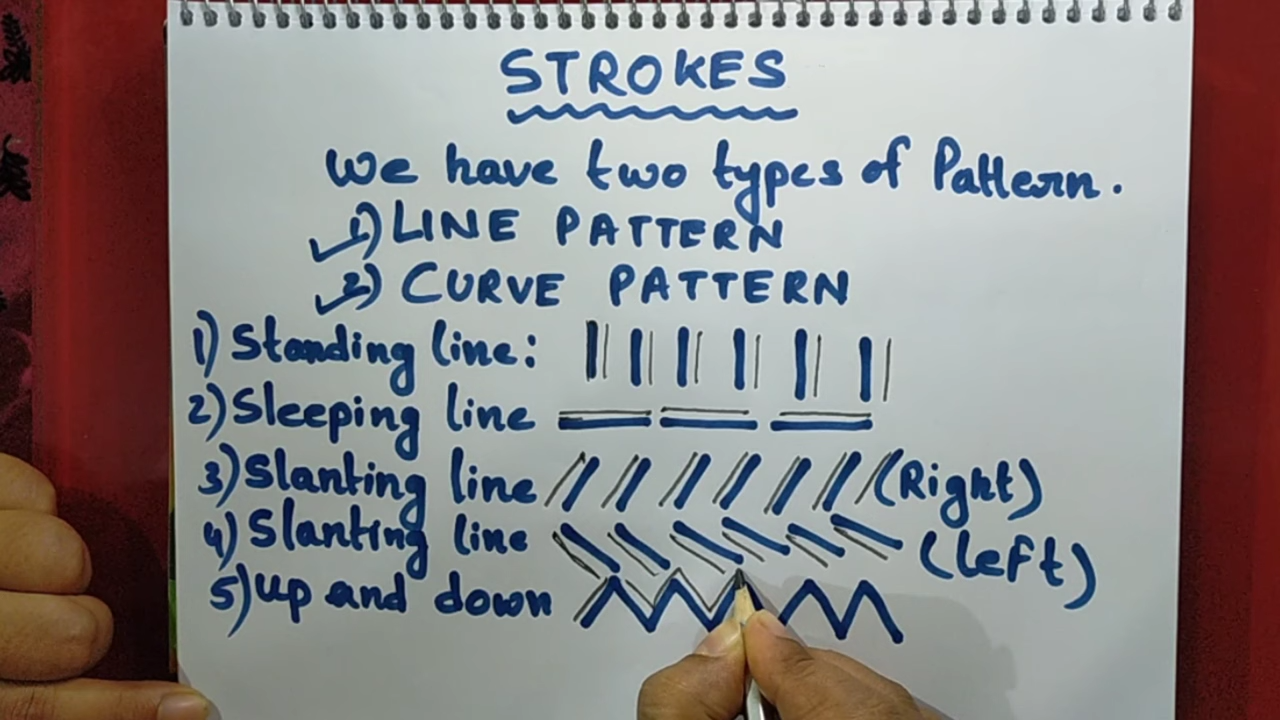 STROKES
We have two types of Pattern.
1) LINE PATTERN
2) CURVE PATTERN
1) Standing line:
2) Sleeping line
3) Slanting line (Right)
4) Slanting line (left)
5) up and down